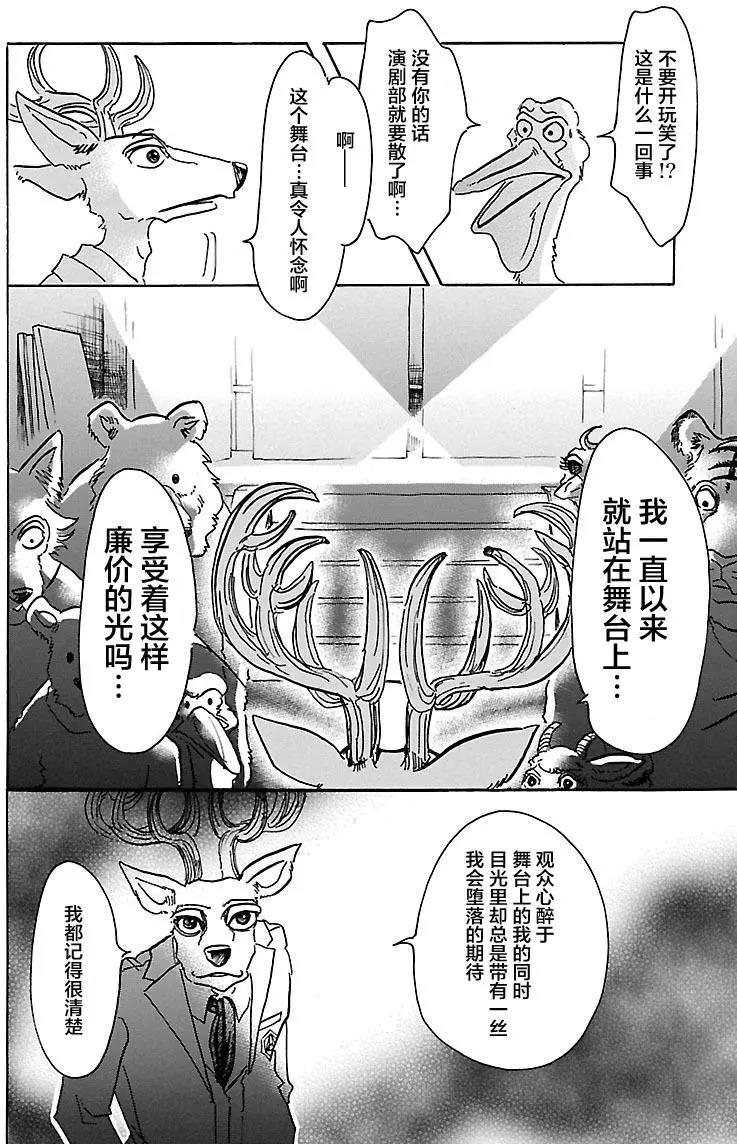 不要开玩笑了!?
这是什么一回事
没有你的话
演剧部就要散了啊…
啊——
这个舞台…真令人怀念啊
我一直以来
就站在舞台上…
享受着这样
廉价的光吗…
观众心醉于
舞台上的我的同时
目光里却总是带有一丝
我会堕落的期待
我都记得很清楚